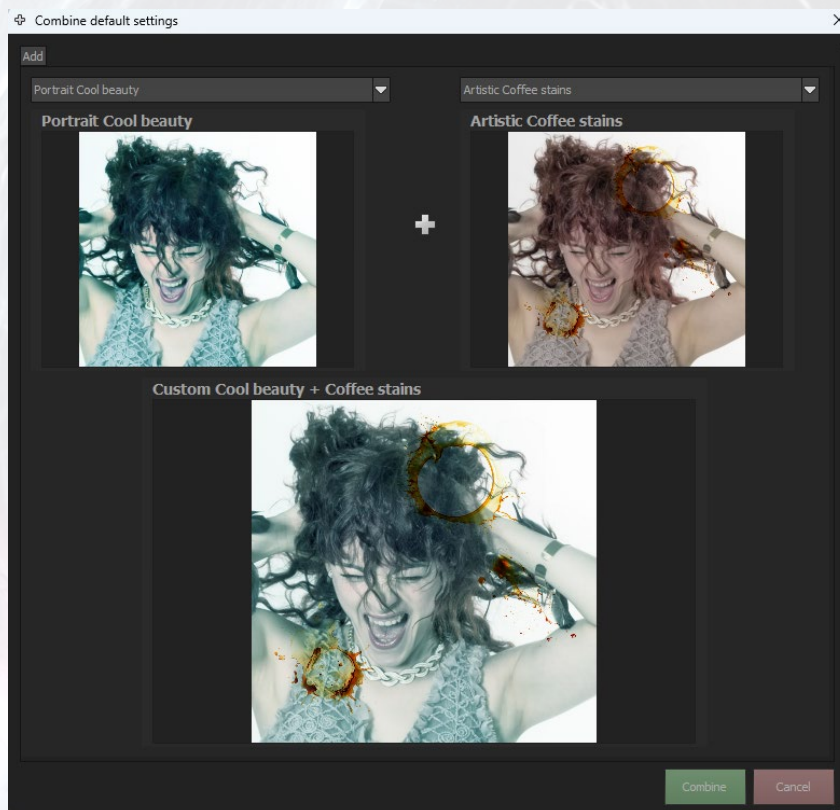 Combine default settings
Add
Portrait Cool beauty
Artistic Coffee stains
Portrait Cool beauty
Artistic Coffee stains
Custom Cool beauty + Coffee stains
Combine
Cancel